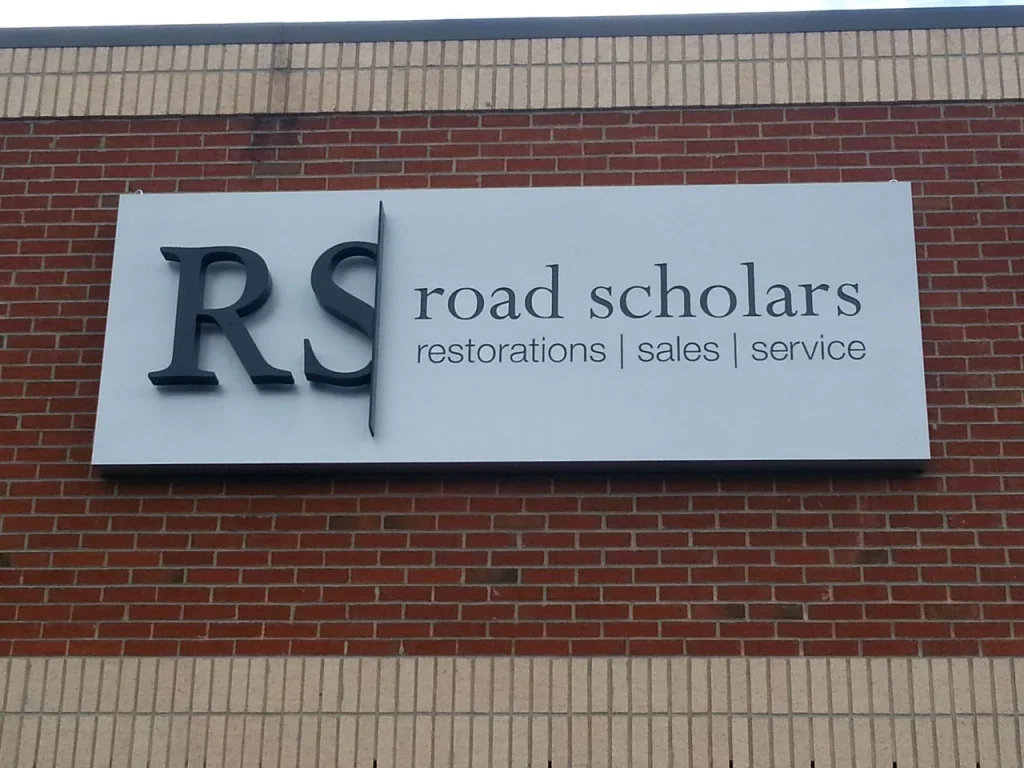 RS
road scholars
restorations | sales | service